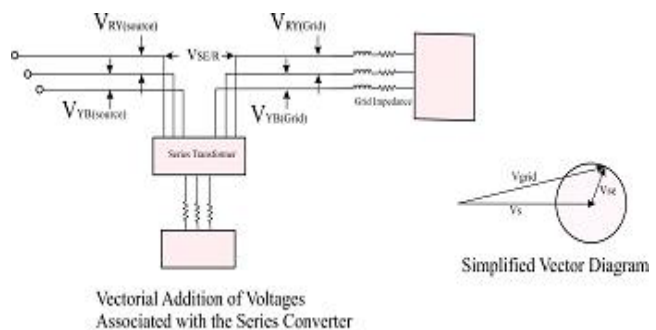 VRY(source)
VRY(Grid)
VSE/R
VYB(source)
VYB(Grid)
Grid Impedance
Series Transformer
Vgrid
Vse
Vs
Simplified Vector Diagram
Vectorial Addition of Voltages
Associated with the Series Converter